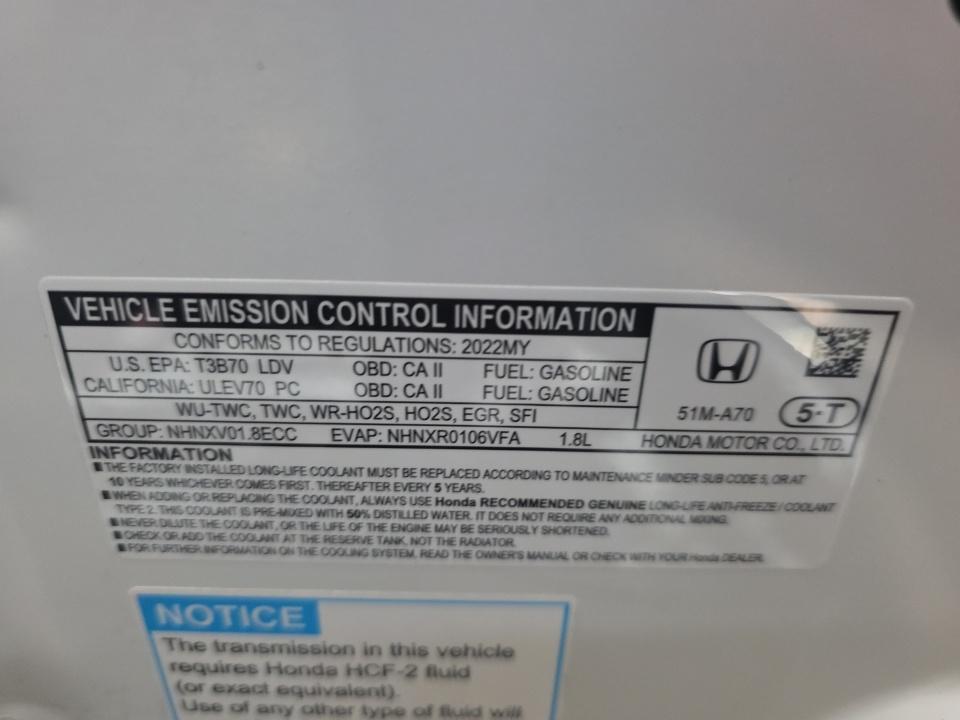 VEHICLE EMISSION CONTROL INFORMATION
CONFORMS TO REGULATIONS: 2022MY
U.S. EPA: T3B70 LDV OBD: CA II FUEL: GASOLINE
CALIFORNIA: ULEV70 PC OBD: CA II FUEL: GASOLINE
WU-TWC, TWC, WR-HO2S, HO2S, EGR, SFI
51M-A70 5-T
GROUP: NHNXV01.8ECC EVAP: NHNXR0106VFA 1.8L HONDA MOTOR CO., LTD.
INFORMATION
■ THE FACTORY INSTALLED LONG-LIFE COOLANT MUST BE REPLACED ACCORDING TO MAINTENANCE MINDER SUB CODE 5, OR AT
10 YEARS WHICHEVER COMES FIRST. THEREAFTER EVERY 5 YEARS.
■ WHEN ADDING OR REPLACING THE COOLANT, ALWAYS USE Honda RECOMMENDED GENUINE LONG-LIFE ANTI-FREEZE / COOLANT
TYPE 2. THIS COOLANT IS PRE-MIXED WITH 50% DISTILLED WATER. IT DOES NOT REQUIRE ANY ADDITIONAL MIXING.
■ NEVER DILUTE THE COOLANT, OR THE LIFE OF THE ENGINE MAY BE SERIOUSLY SHORTENED.
■ CHECK OR ADD THE COOLANT AT THE RESERVE TANK, NOT THE RADIATOR.
■ FOR FURTHER INFORMATION ON THE COOLING SYSTEM, READ THE OWNER'S MANUAL OR CHECK WITH YOUR Honda DEALER.
NOTICE
The transmission in this vehicle
requires Honda HCF-2 fluid
(or exact equivalent).
Use of any other type of fluid will